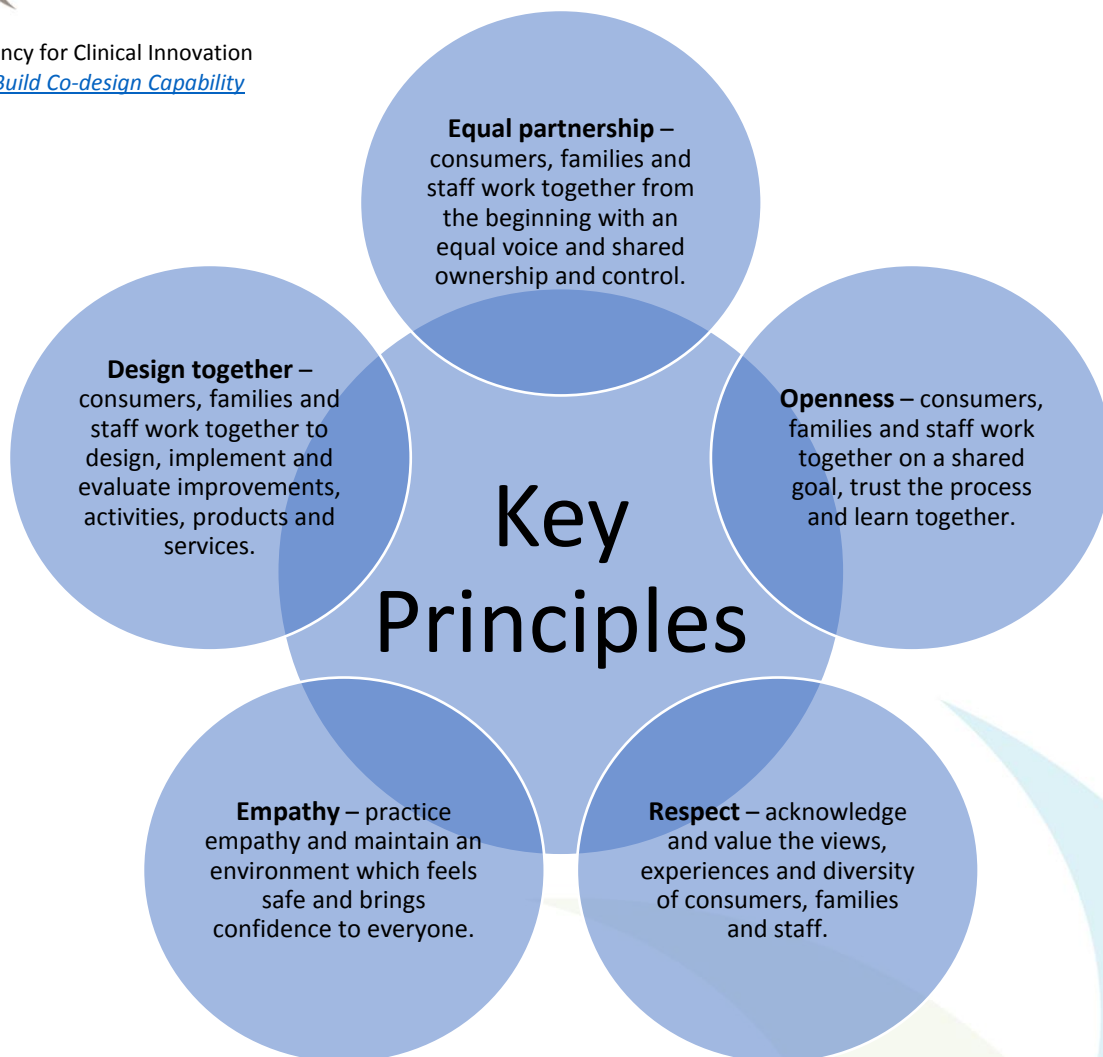 ncy for Clinical Innovation
Build Co-design Capability
Equal partnership –
consumers, families and
staff work together from
the beginning with an
equal voice and shared
ownership and control.
Openness – consumers,
families and staff work
together on a shared
goal, trust the process
and learn together.
Respect – acknowledge
and value the views,
experiences and diversity
of consumers, families
and staff.
Empathy – practice
empathy and maintain an
environment which feels
safe and brings
confidence to everyone.
Design together –
consumers, families and
staff work together to
design, implement and
evaluate improvements,
activities, products and
services.
Key
Principles